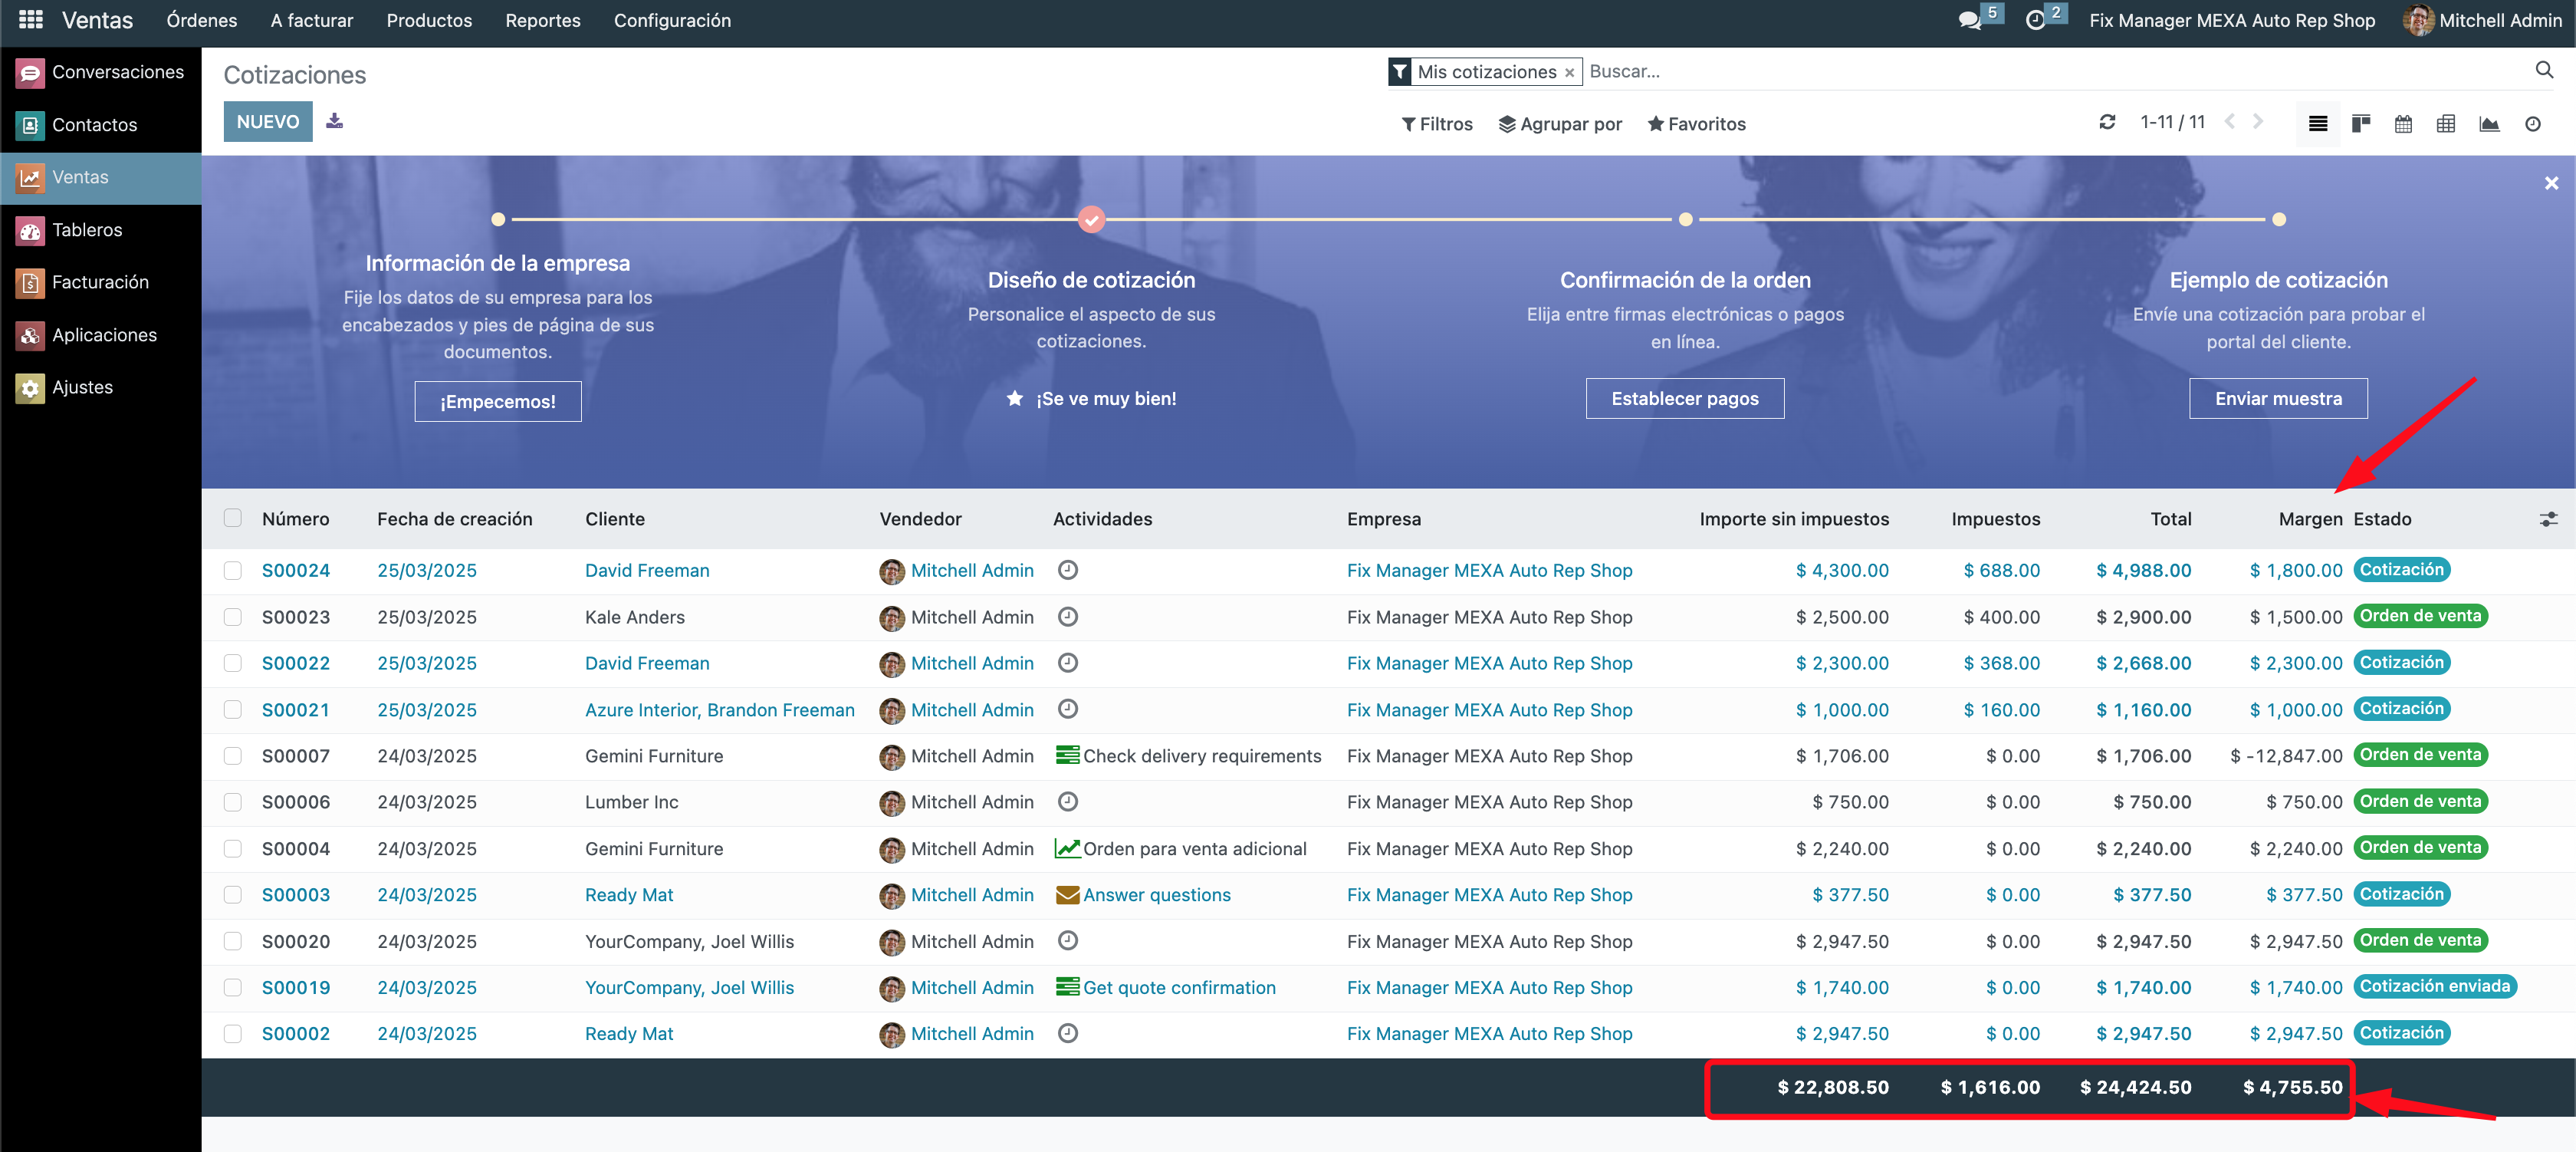 Ventas Órdenes A facturar Productos Reportes Configuración 5 2 Fix Manager MEXA Auto Rep Shop Mitchell Admin
Conversaciones
Contactos
Ventas
Tableros
Facturación
Aplicaciones
Ajustes
Cotizaciones
Mis cotizaciones × Buscar...
NUEVO
Filtros Agrupar por Favoritos 1-11 / 11
Información de la empresa
Fije los datos de su empresa para los
encabezados y pies de página de sus
documentos.
¡Empecemos!
Diseño de cotización
Personalice el aspecto de sus
cotizaciones.
¡Se ve muy bien!
Confirmación de la orden
Elija entre firmas electrónicas o pagos
en línea.
Establecer pagos
Ejemplo de cotización
Envíe una cotización para probar el
portal del cliente.
Enviar muestra
Número Fecha de creación Cliente Vendedor Actividades Empresa Importe sin impuestos Impuestos Total Margen Estado
S00024 25/03/2025 David Freeman Mitchell Admin Fix Manager MEXA Auto Rep Shop $ 4,300.00 $ 688.00 $ 4,988.00 $ 1,800.00 Cotización
S00023 25/03/2025 Kale Anders Mitchell Admin Fix Manager MEXA Auto Rep Shop $ 2,500.00 $ 400.00 $ 2,900.00 $ 1,500.00 Orden de venta
S00022 25/03/2025 David Freeman Mitchell Admin Fix Manager MEXA Auto Rep Shop $ 2,300.00 $ 368.00 $ 2,668.00 $ 2,300.00 Cotización
S00021 25/03/2025 Azure Interior, Brandon Freeman Mitchell Admin Fix Manager MEXA Auto Rep Shop $ 1,000.00 $ 160.00 $ 1,160.00 $ 1,000.00 Cotización
S00007 24/03/2025 Gemini Furniture Mitchell Admin Check delivery requirements Fix Manager MEXA Auto Rep Shop $ 1,706.00 $ 0.00 $ 1,706.00 $ -12,847.00 Orden de venta
S00006 24/03/2025 Lumber Inc Mitchell Admin Fix Manager MEXA Auto Rep Shop $ 750.00 $ 0.00 $ 750.00 $ 750.00 Orden de venta
S00004 24/03/2025 Gemini Furniture Mitchell Admin Orden para venta adicional Fix Manager MEXA Auto Rep Shop $ 2,240.00 $ 0.00 $ 2,240.00 $ 2,240.00 Orden de venta
S00003 24/03/2025 Ready Mat Mitchell Admin Answer questions Fix Manager MEXA Auto Rep Shop $ 377.50 $ 0.00 $ 377.50 $ 377.50 Cotización
S00020 24/03/2025 YourCompany, Joel Willis Mitchell Admin Fix Manager MEXA Auto Rep Shop $ 2,947.50 $ 0.00 $ 2,947.50 $ 2,947.50 Orden de venta
S00019 24/03/2025 YourCompany, Joel Willis Mitchell Admin Get quote confirmation Fix Manager MEXA Auto Rep Shop $ 1,740.00 $ 0.00 $ 1,740.00 $ 1,740.00 Cotización enviada
S00002 24/03/2025 Ready Mat Mitchell Admin Fix Manager MEXA Auto Rep Shop $ 2,947.50 $ 0.00 $ 2,947.50 $ 2,947.50 Cotización
$ 22,808.50 $ 1,616.00 $ 24,424.50 $ 4,755.50